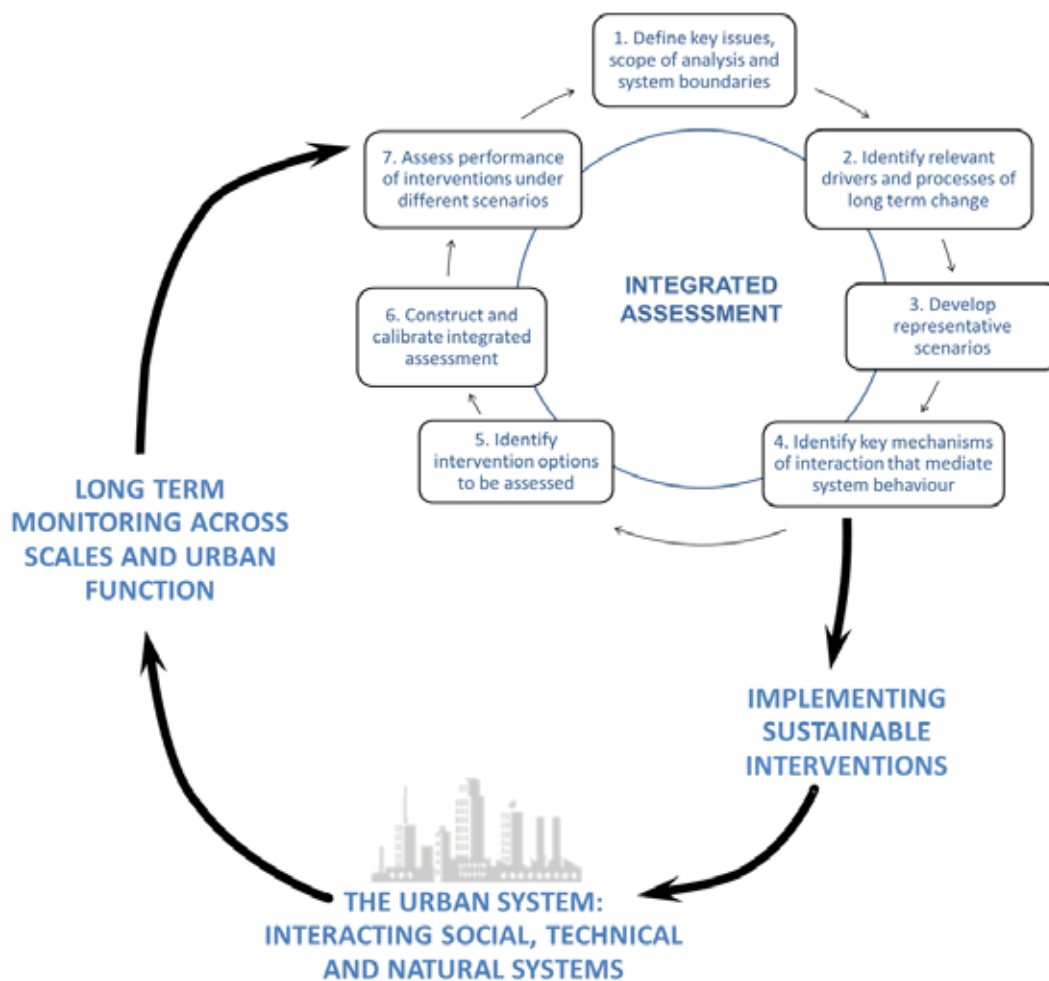 1. Define key issues,
scope of analysis and
system boundaries
2. Identify relevant
drivers and processes of
long term change
3. Develop
representative
scenarios
4. Identify key mechanisms
of interaction that mediate
system behaviour
5. Identify
intervention options
to be assessed
6. Construct and
calibrate integrated
assessment
7. Assess performance
of interventions under
different scenarios
INTEGRATED
ASSESSMENT
IMPLEMENTING
SUSTAINABLE
INTERVENTIONS
THE URBAN SYSTEM:
INTERACTING SOCIAL, TECHNICAL
AND NATURAL SYSTEMS
LONG TERM
MONITORING ACROSS
SCALES AND URBAN
FUNCTION